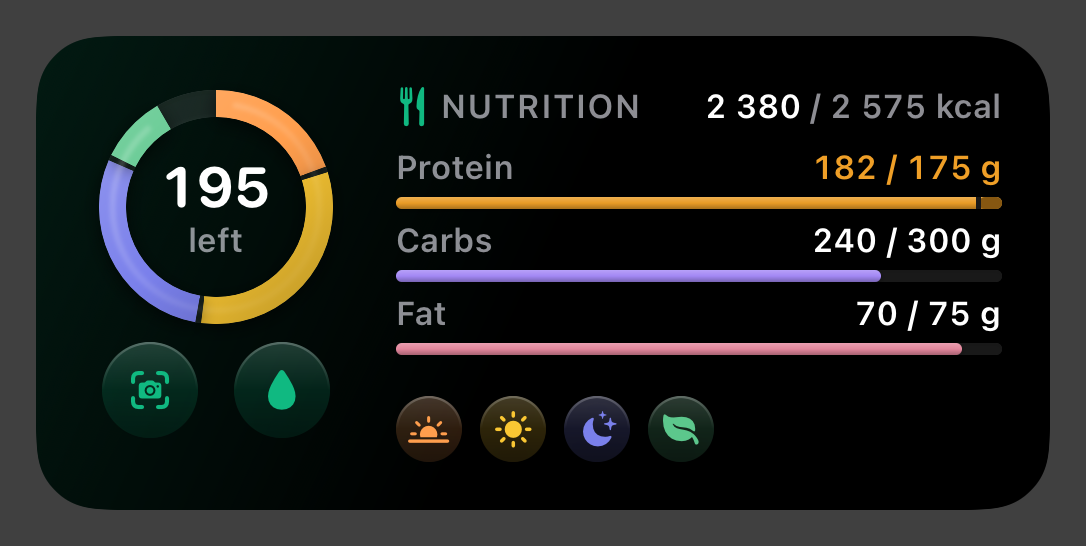 195
left
NUTRITION 2 380 / 2 575 kcal
Protein 182 / 175 g
Carbs 240 / 300 g
Fat 70 / 75 g